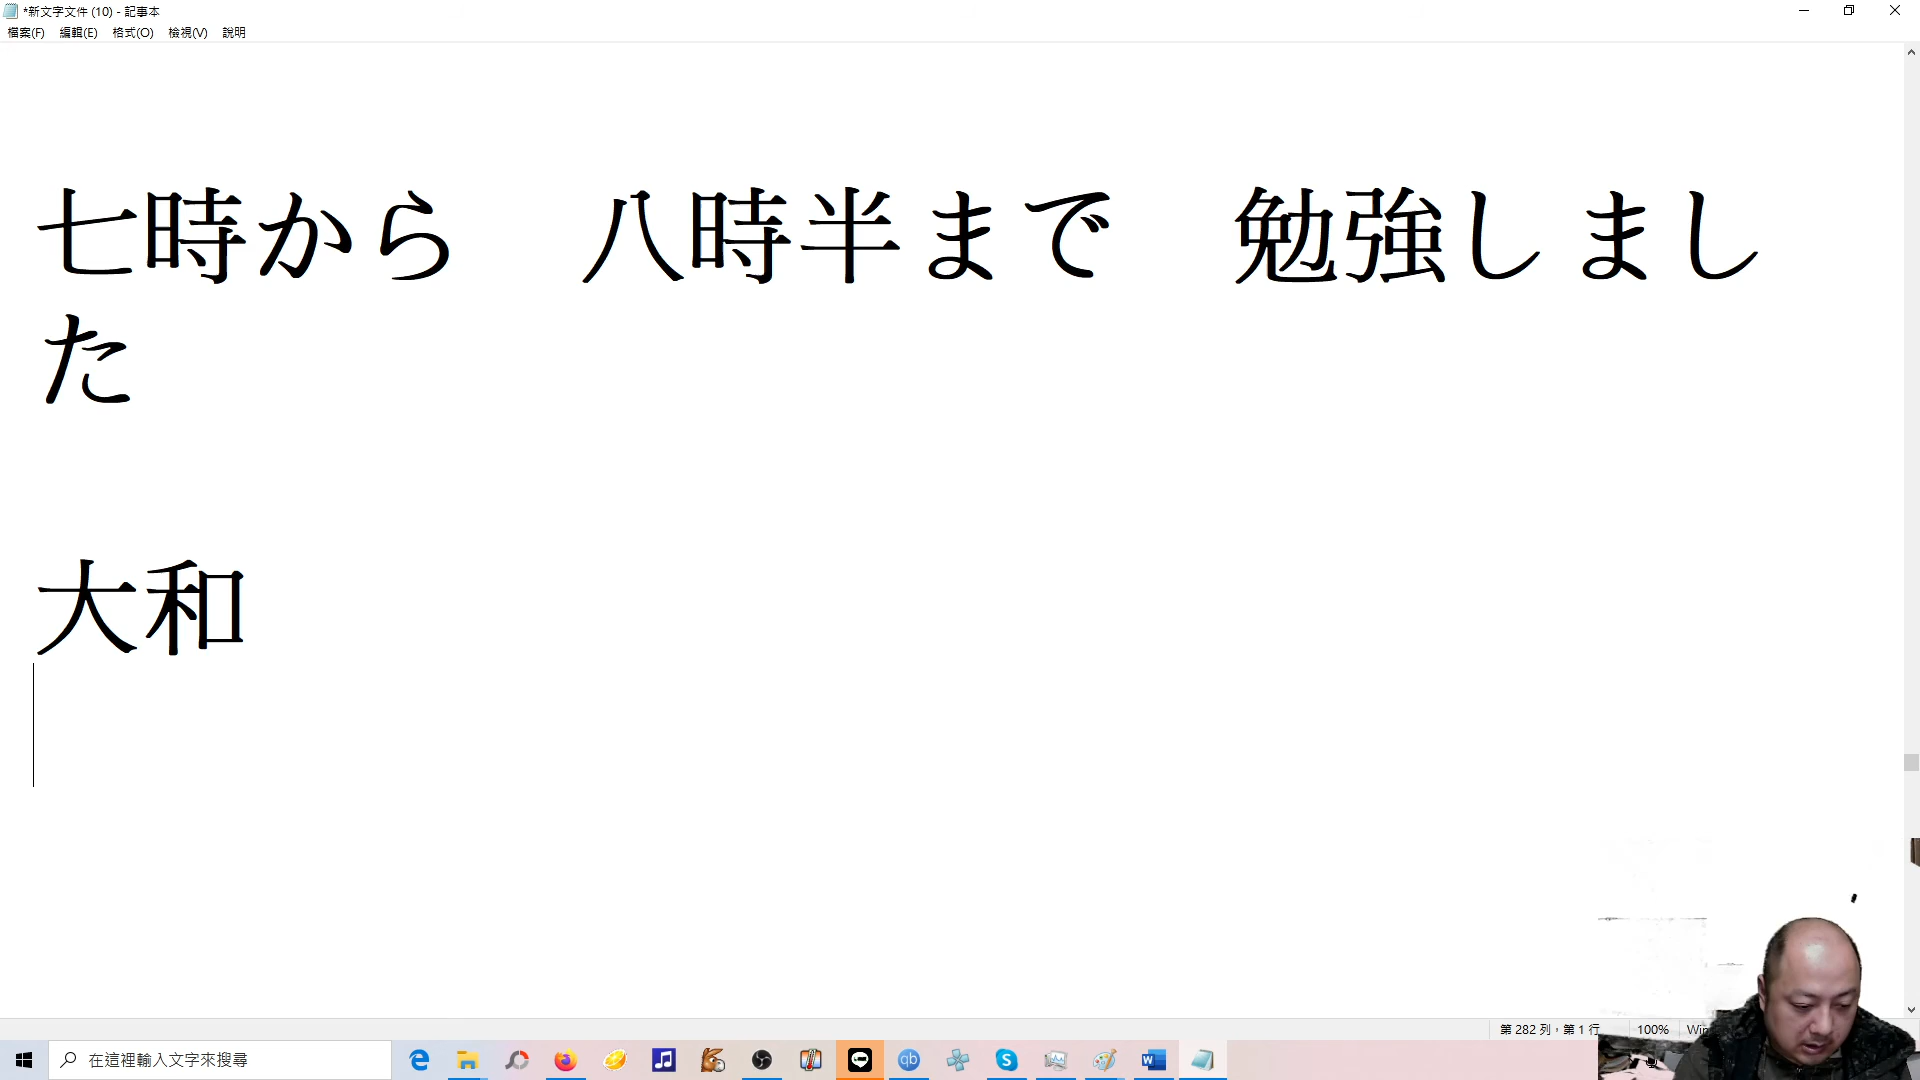 *新文字文件 (10) - 記事本
檔案(F) 編輯(E) 格式(O) 檢視(V) 說明
七時から　八時半まで　勉強しまし
た
大和
第 282 列，第 1 行 100% Win
在這裡輸入文字來搜尋